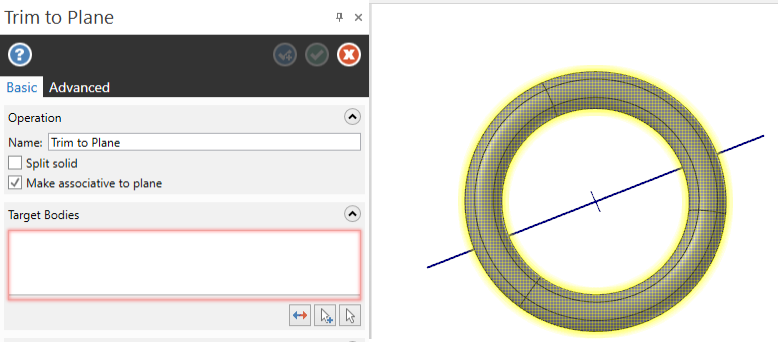 Trim to Plane
Basic Advanced
Operation
Name: Trim to Plane
Split solid
Make associative to plane
Target Bodies